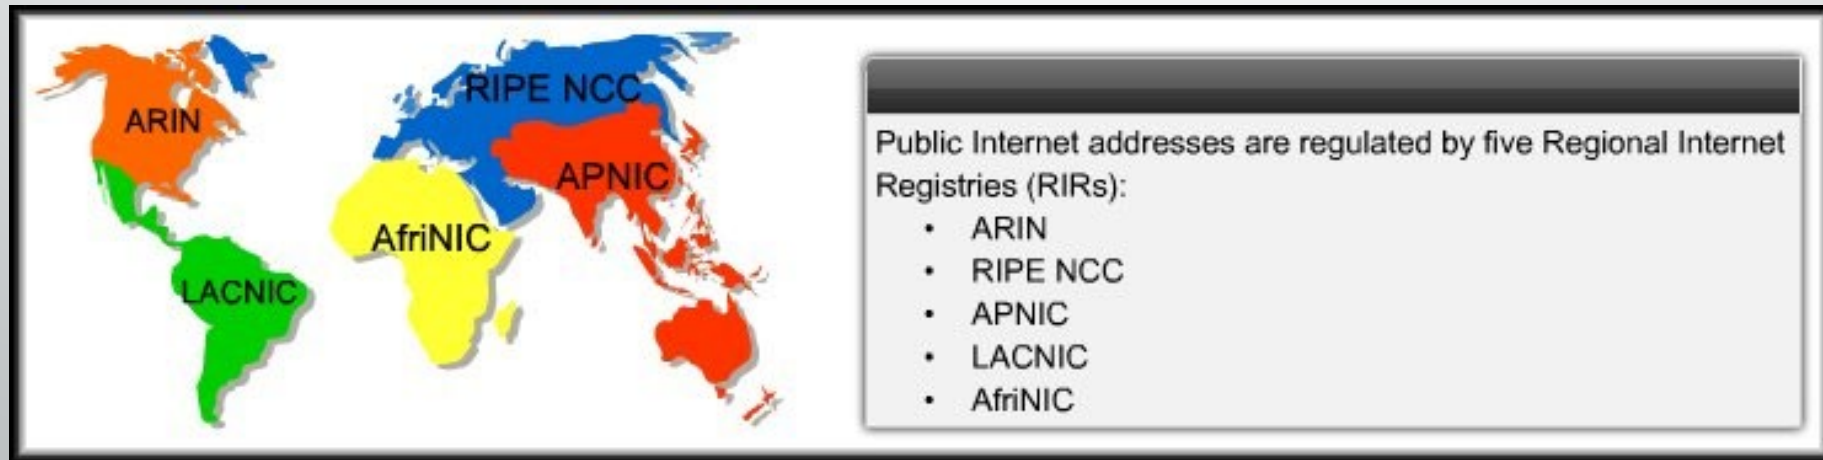 ARIN
RIPE NCC
APNIC
AfriNIC
LACNIC
Public Internet addresses are regulated by five Regional Internet
Registries (RIRs):
• ARIN
• RIPE NCC
• APNIC
• LACNIC
• AfriNIC